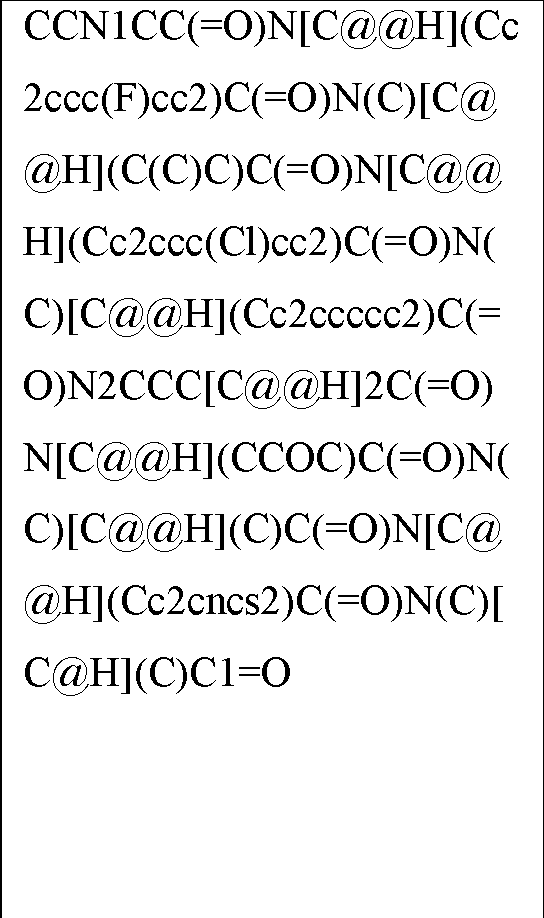 CCN1CC(=O)N[C@@H](Cc
2ccc(F)cc2)C(=O)N(C)[C@
@H](C(C)C)C(=O)N[C@@
H](Cc2ccc(Cl)cc2)C(=O)N(
C)[C@@H](Cc2ccccc2)C(=
O)N2CCC[C@@H]2C(=O)
N[C@@H](CCOC)C(=O)N(
C)[C@@H](C)C(=O)N[C@
@H](Cc2cncs2)C(=O)N(C)[
C@H](C)C1=O